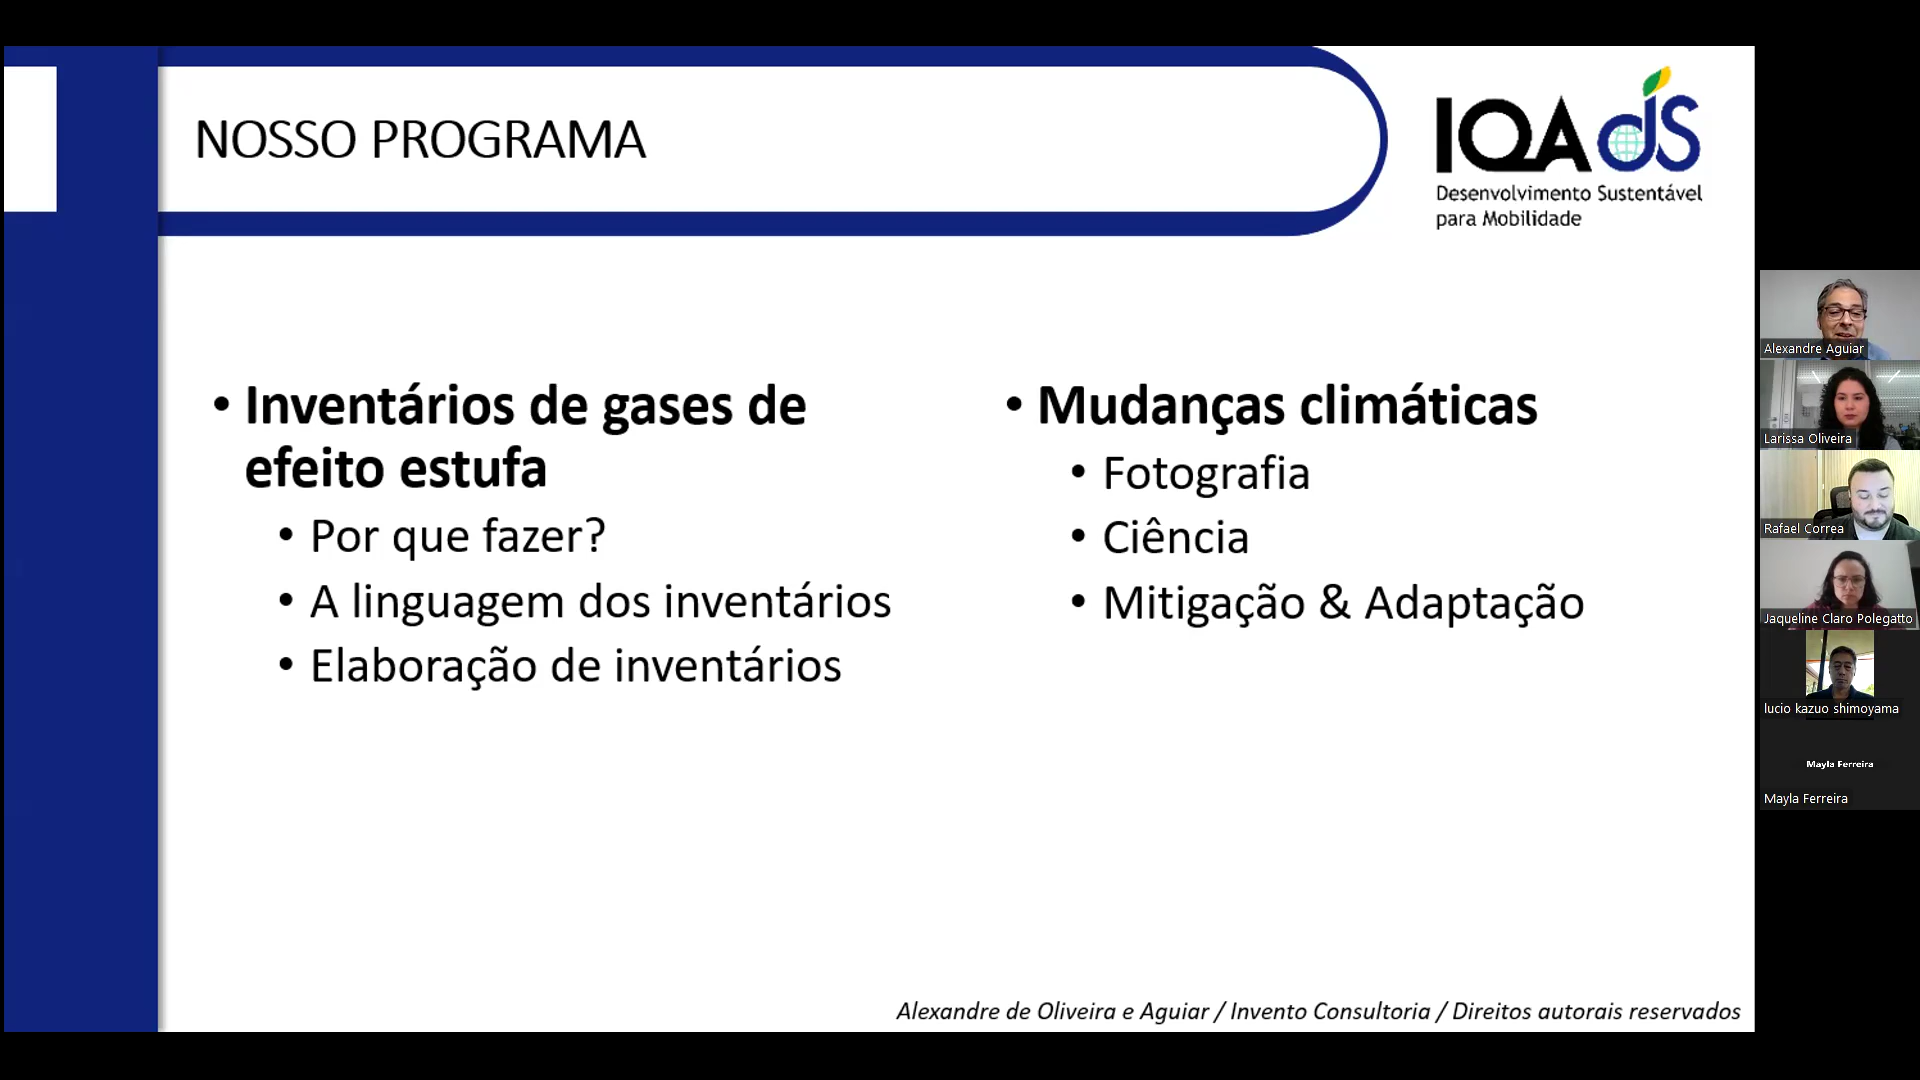 NOSSO PROGRAMA
IQAdS
Desenvolvimento Sustentável
para Mobilidade
• Inventários de gases de
efeito estufa
• Por que fazer?
• A linguagem dos inventários
• Elaboração de inventários
• Mudanças climáticas
• Fotografia
• Ciência
• Mitigação & Adaptação
Alexandre de Oliveira e Aguiar / Invento Consultoria / Direitos autorais reservados
Alexandre Aguiar
Larissa Oliveira
Rafael Correa
Jaqueline Claro Polegatto
lucio kazuo shimoyama
Mayla Ferreira
Mayla Ferreira